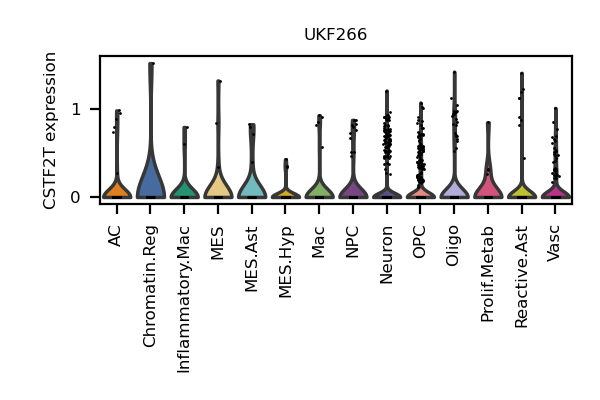 UKF266
CSTF2T expression
1
0
AC
Chromatin.Reg
Inflammatory.Mac
MES
MES.Ast
MES.Hyp
Mac
NPC
Neuron
OPC
Oligo
Prolif.Metab
Reactive.Ast
Vasc